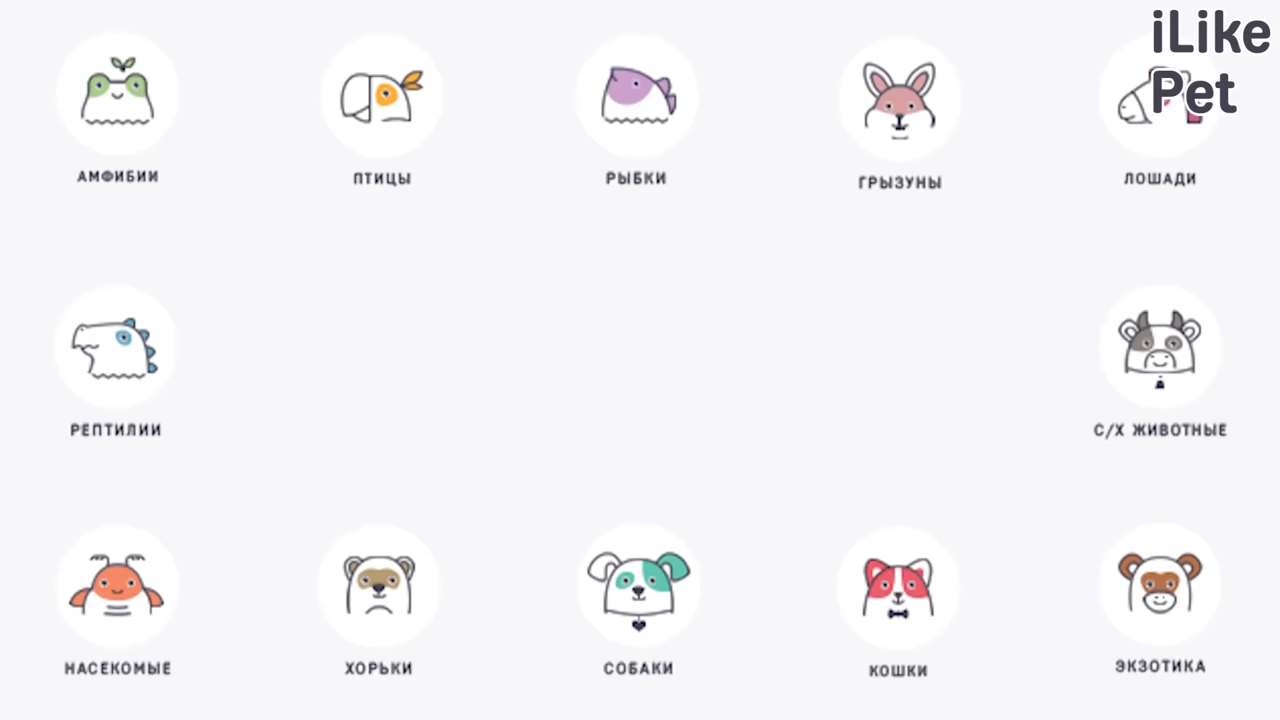 iLike
Pet
АМФИБИИ
ПТИЦЫ
РЫБКИ
ГРЫЗУНЫ
ЛОШАДИ
РЕПТИЛИИ
С/Х ЖИВОТНЫЕ
НАСЕКОМЫЕ
ХОРЬКИ
СОБАКИ
КОШКИ
ЭКЗОТИКА